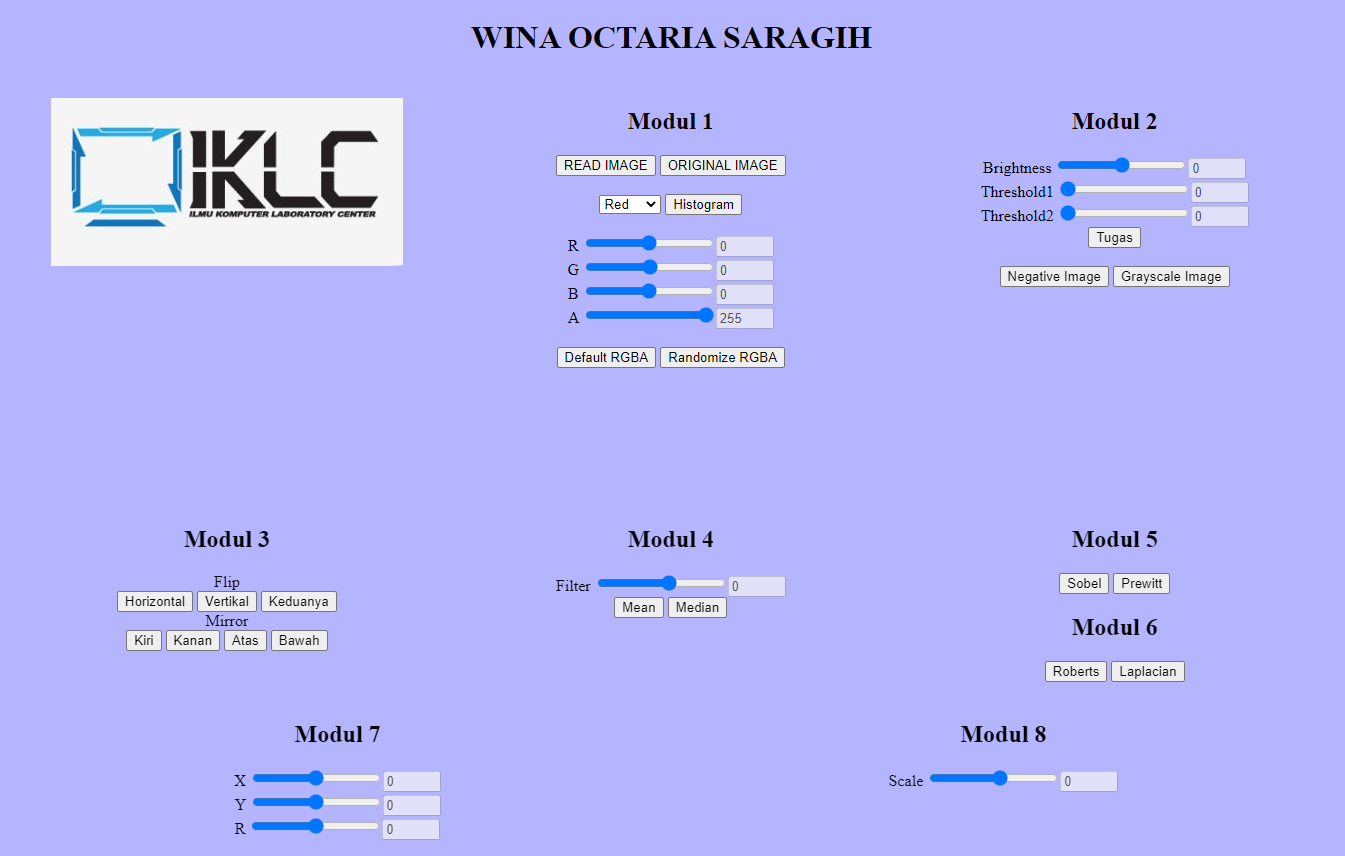 WINA OCTARIA SARAGIH
IKLC
ILMU KOMPUTER LABORATORY CENTER
Modul 1
READ IMAGE ORIGINAL IMAGE
Red Histogram
R 0
G 0
B 0
A 255
Default RGBA Randomize RGBA
Modul 2
Brightness 0
Threshold1 0
Threshold2 0
Tugas
Negative Image Grayscale Image
Modul 3
Flip
Horizontal Vertikal Keduanya
Mirror
Kiri Kanan Atas Bawah
Modul 4
Filter 0
Mean Median
Modul 5
Sobel Prewitt
Modul 6
Roberts Laplacian
Modul 7
X 0
Y 0
R 0
Modul 8
Scale 0